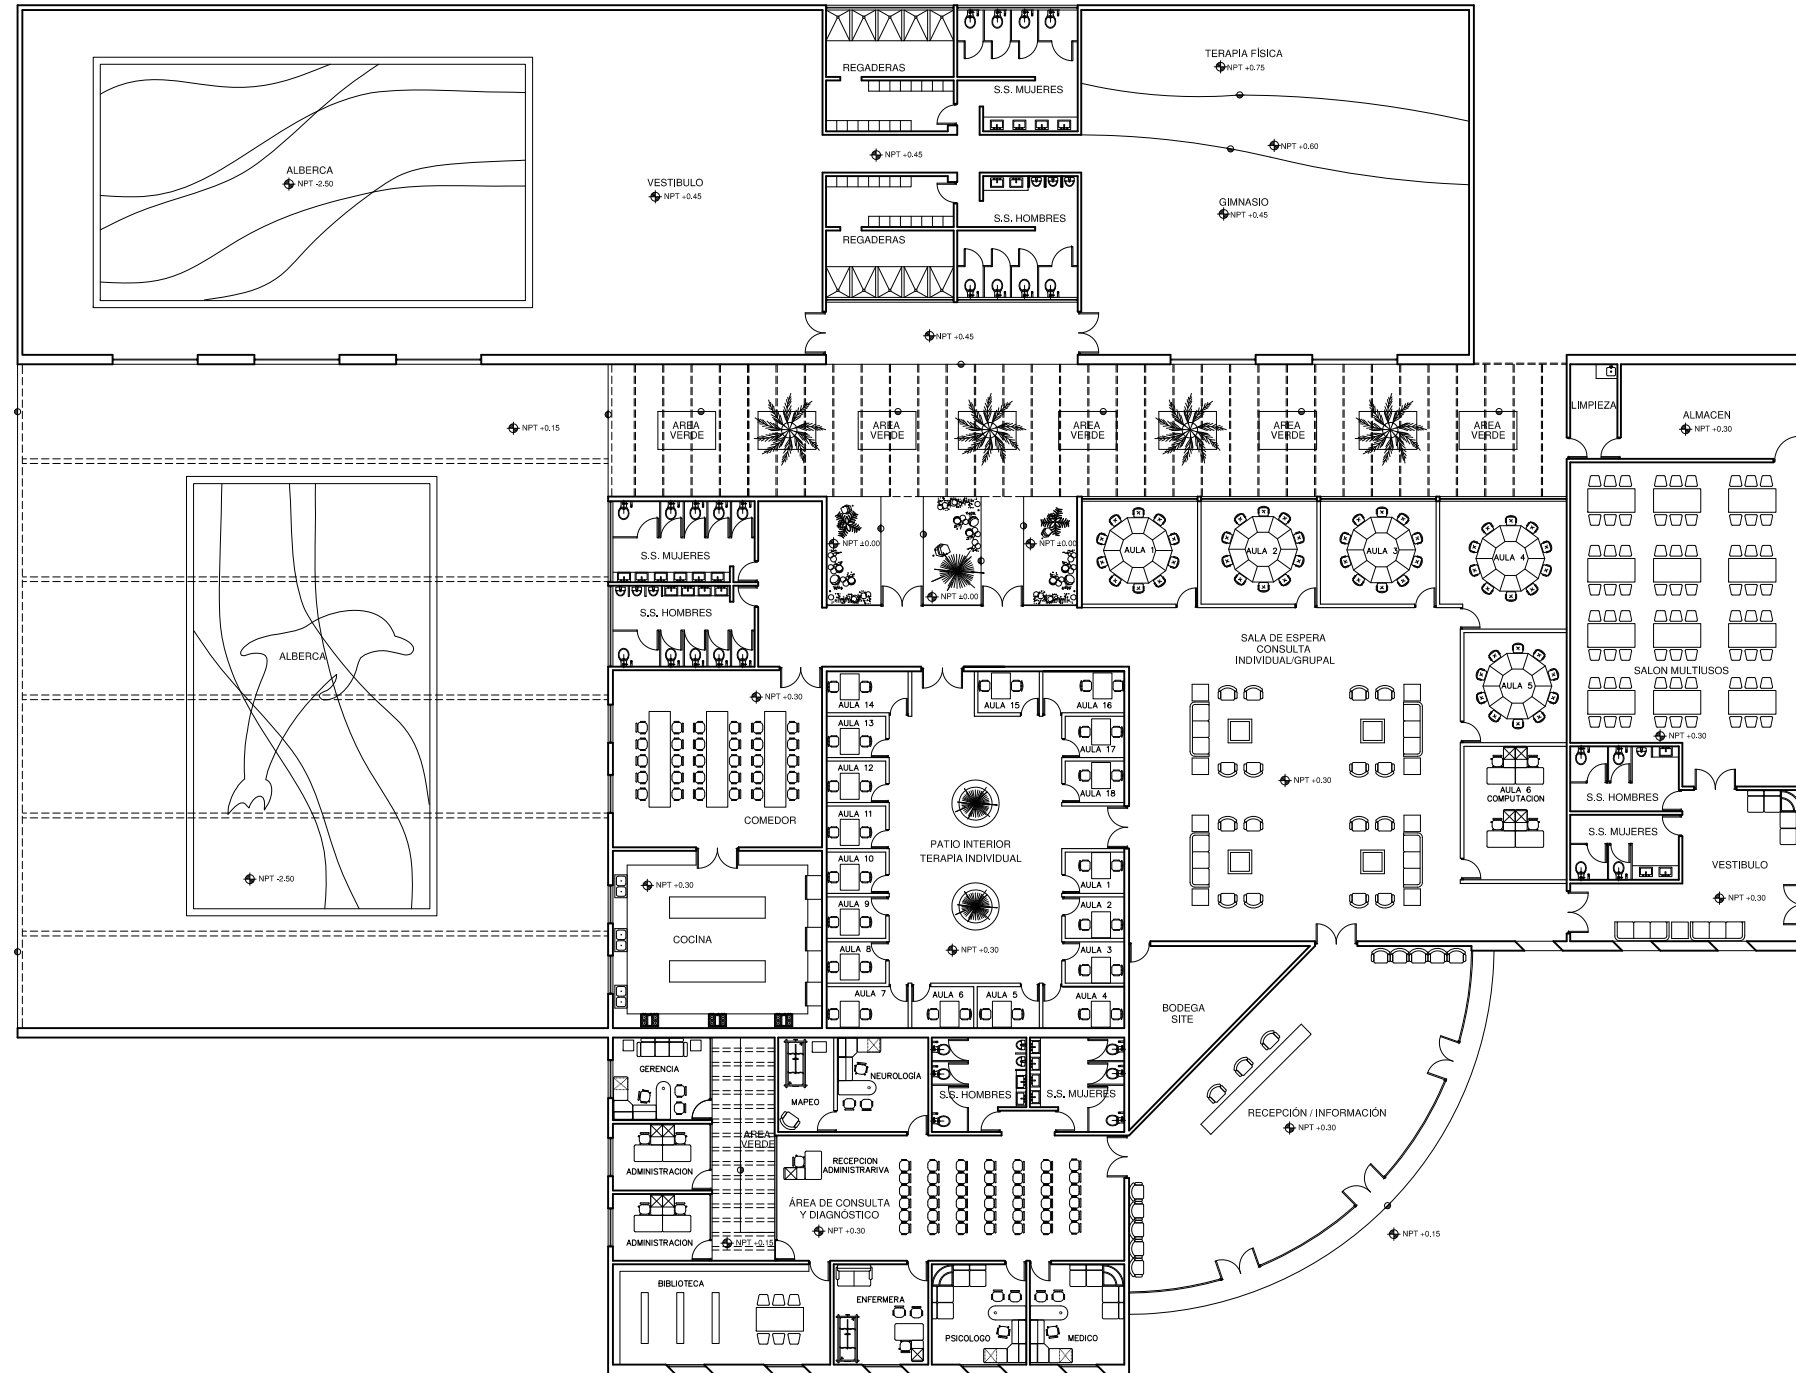 TERAPIA FÍSICA
NPT +0.75
REGADERAS
S.S. MUJERES
NPT +0.60
NPT +0.45
ALBERCA
NPT -2.50
VESTIBULO
NPT +0.45
GIMNASIO
NPT +0.45
S.S. HOMBRES
REGADERAS
NPT +0.45
NPT +0.15
AREA
VERDE
AREA
VERDE
AREA
VERDE
AREA
VERDE
AREA
VERDE
LIMPIEZA
ALMACEN
NPT +0.30
S.S. MUJERES
NPT ±0.00
NPT ±0.00
NPT ±0.00
AULA 1
AULA 2
AULA 3
AULA 4
S.S. HOMBRES
SALA DE ESPERA
CONSULTA
INDIVIDUAL/GRUPAL
ALBERCA
NPT -2.50
SALON MULTIUSOS
NPT +0.30
AULA 5
NPT +0.30
COMEDOR
AULA 14
AULA 15
AULA 16
AULA 13
AULA 17
AULA 12
AULA 18
AULA 11
AULA 10
AULA 1
AULA 9
AULA 2
AULA 8
AULA 3
AULA 7
AULA 6
AULA 5
AULA 4
PATIO INTERIOR
TERAPIA INDIVIDUAL
NPT +0.30
NPT +0.30
AULA 6
COMPUTACION
S.S. HOMBRES
S.S. MUJERES
VESTIBULO
NPT +0.30
NPT +0.30
COCINA
BODEGA
SITE
GERENCIA
MAPEO
NEUROLOGÍA
S.S. HOMBRES
S.S. MUJERES
RECEPCIÓN / INFORMACIÓN
NPT +0.30
AREA
VERDE
ADMINISTRACION
RECEPCION
ADMINISTRARIVA
ÁREA DE CONSULTA
Y DIAGNÓSTICO
NPT +0.30
ADMINISTRACION
NPT +0.15
NPT +0.15
BIBLIOTECA
ENFERMERA
PSICOLOGO
MEDICO